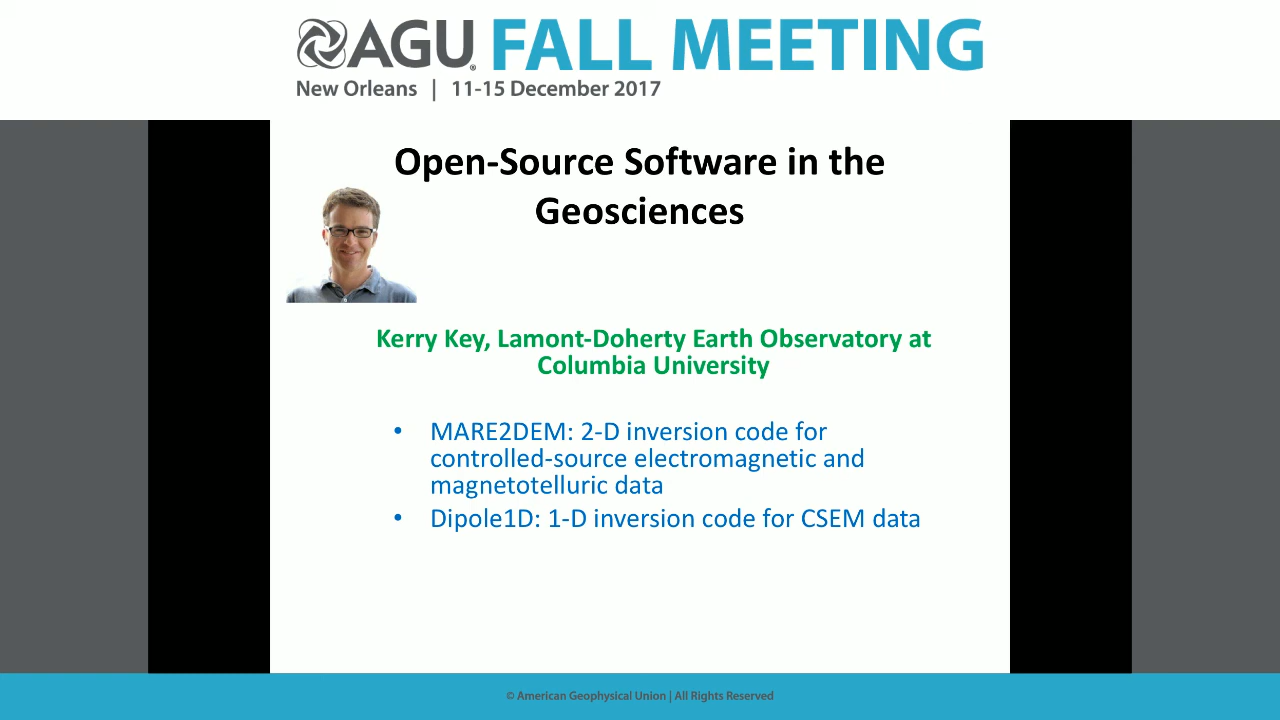 AGU FALL MEETING
New Orleans | 11-15 December 2017
Open-Source Software in the
Geosciences
Kerry Key, Lamont-Doherty Earth Observatory at
Columbia University
• MARE2DEM: 2-D inversion code for
controlled-source electromagnetic and
magnetotelluric data
• Dipole1D: 1-D inversion code for CSEM data
© American Geophysical Union | All Rights Reserved